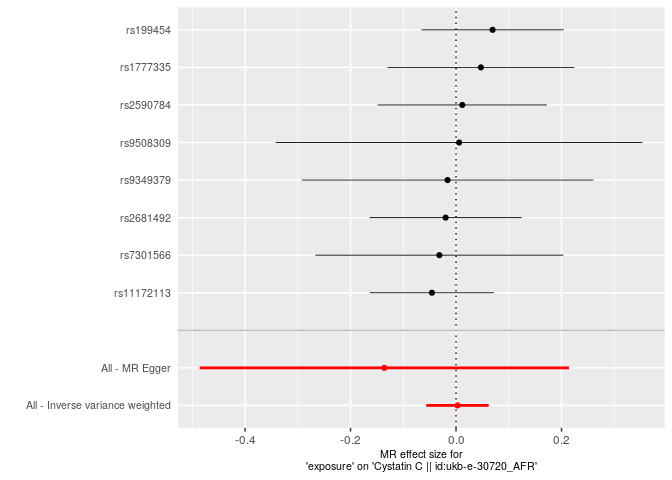 rs199454
rs1777335
rs2590784
rs9508309
rs9349379
rs2681492
rs7301566
rs11172113
All - MR Egger
All - Inverse variance weighted
-0.4 -0.2 0.0 0.2
MR effect size for
'exposure' on 'Cystatin C || id:ukb-e-30720_AFR'